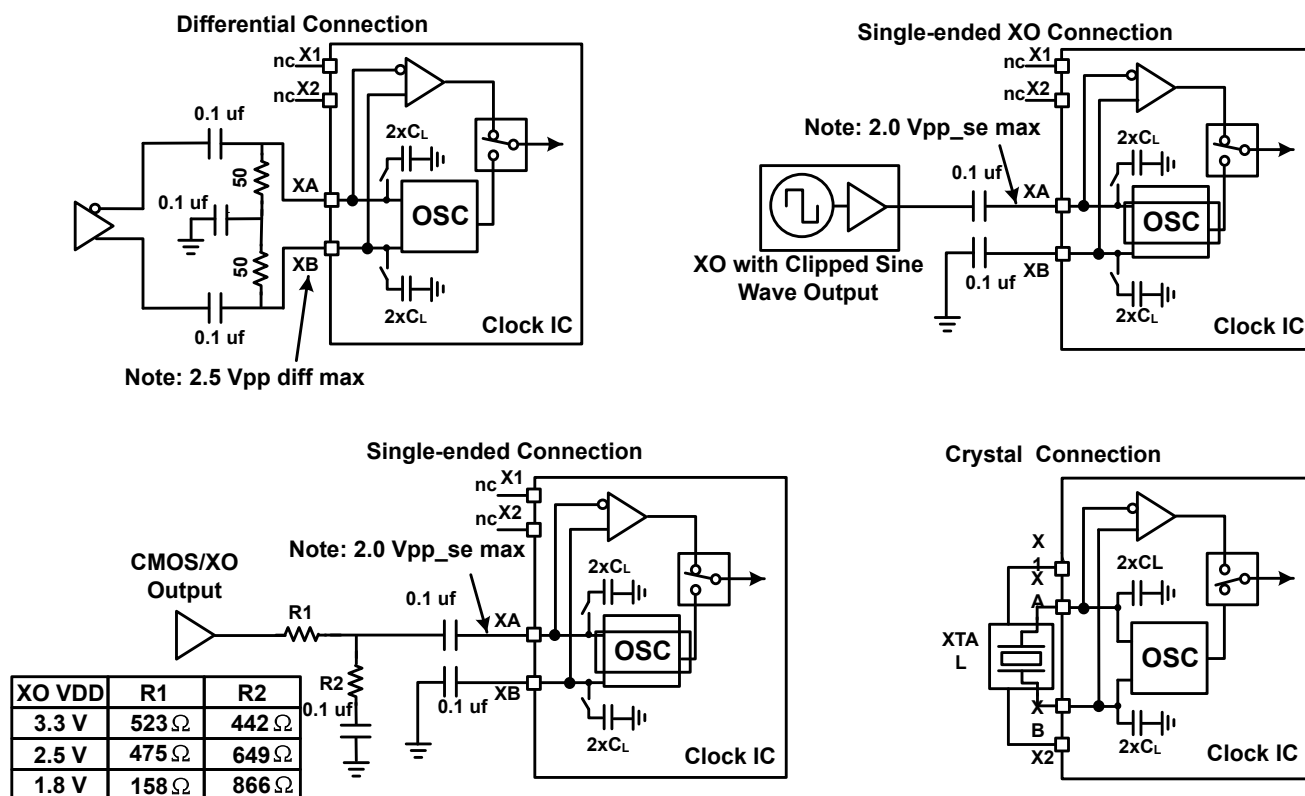 Differential Connection
nc X1
nc X2
0.1 uf
50
0.1 uf
50
0.1 uf
XA
XB
2xCL
OSC
2xCL
Clock IC
Note: 2.5 Vpp diff max
Single-ended XO Connection
nc X1
nc X2
Note: 2.0 Vpp_se max
0.1 uf
XA
XB
0.1 uf
XO with Clipped Sine
Wave Output
2xCL
OSC
2xCL
Clock IC
Single-ended Connection
nc X1
nc X2
Note: 2.0 Vpp_se max
CMOS/XO
Output
R1
0.1 uf
XA
R2
0.1 uf
XB
0.1 uf
2xCL
OSC
2xCL
Clock IC
XO VDD R1 R2
3.3 V 523 Ω 442 Ω
2.5 V 475 Ω 649 Ω
1.8 V 158 Ω 866 Ω
Crystal Connection
X
1
X
A
2xCL
XTA
L
OSC
X
B
X2
2xCL
Clock IC